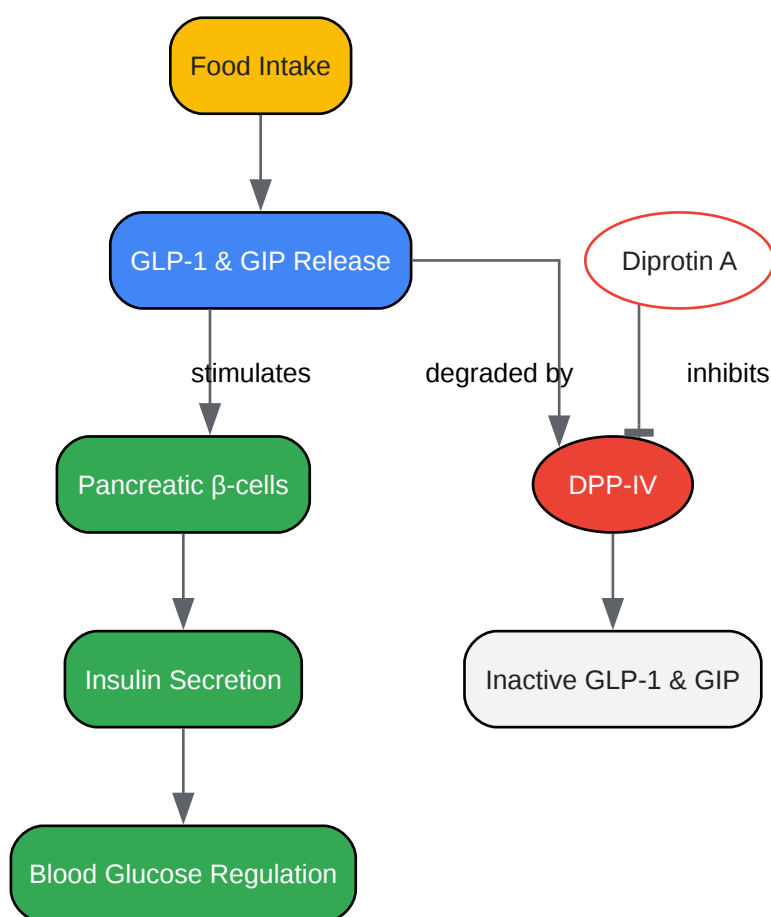 Food Intake
GLP-1 & GIP Release
Diprotin A
stimulates
degraded by
inhibits
Pancreatic β-cells
DPP-IV
Insulin Secretion
Inactive GLP-1 & GIP
Blood Glucose Regulation